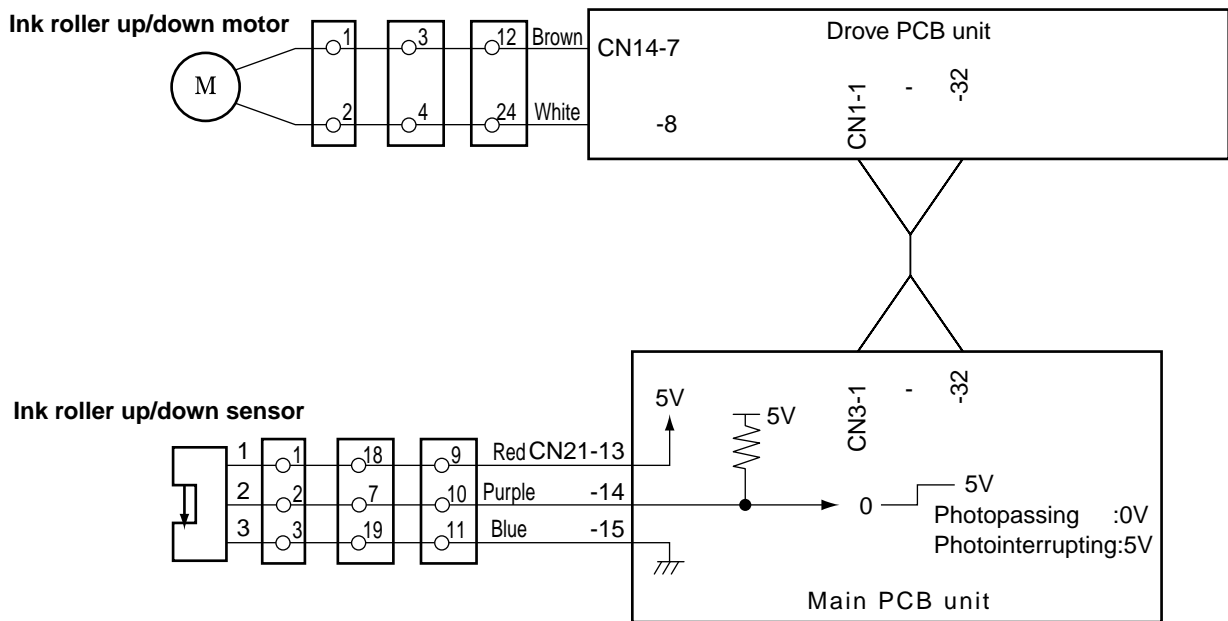 Ink roller up/down motor
M
1 3 12 Brown CN14-7
2 4 24 White -8
Drove PCB unit
CN1-1 - -32
Ink roller up/down sensor
CN3-1 - -32
5V
5V
1 1 18 9 Red CN21-13
2 2 7 10 Purple -14
3 3 19 11 Blue -15
0 5V
Photopassing :0V
Photointerrupting:5V
Main PCB unit